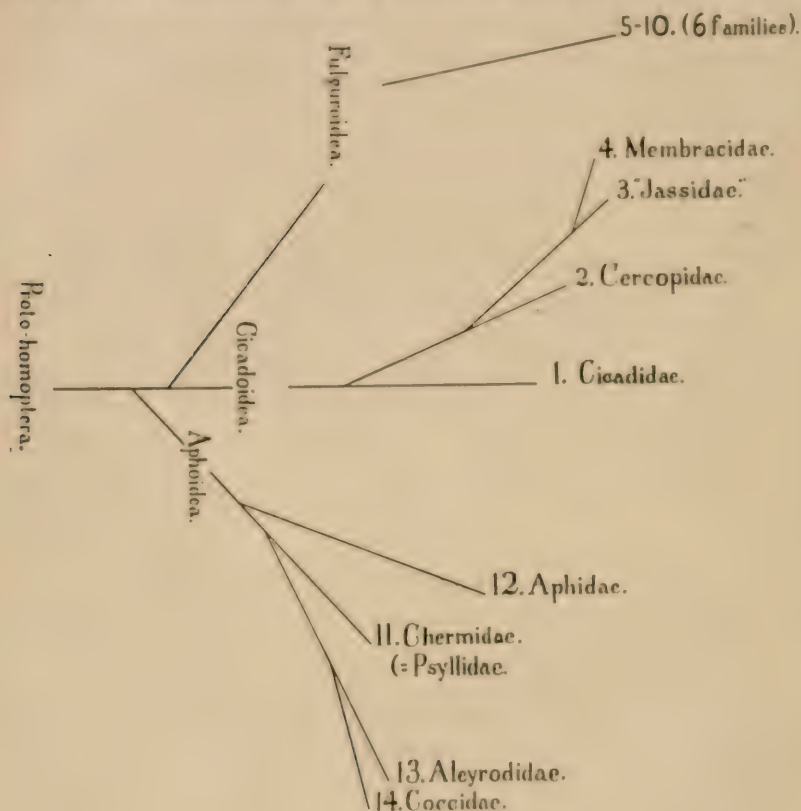 5-10. (6 families).
Fulguroidea.
4. Membracidae.
3. "Jassidae."
2. Cercopidae.
Proto-homoptera.
Cicadoidea.
1. Cicadidae.
Aphoidea.
12. Aphidae.
11. Chermidae.
(= Psyllidae.
13. Aleyrodidae.
14. Coccidae.